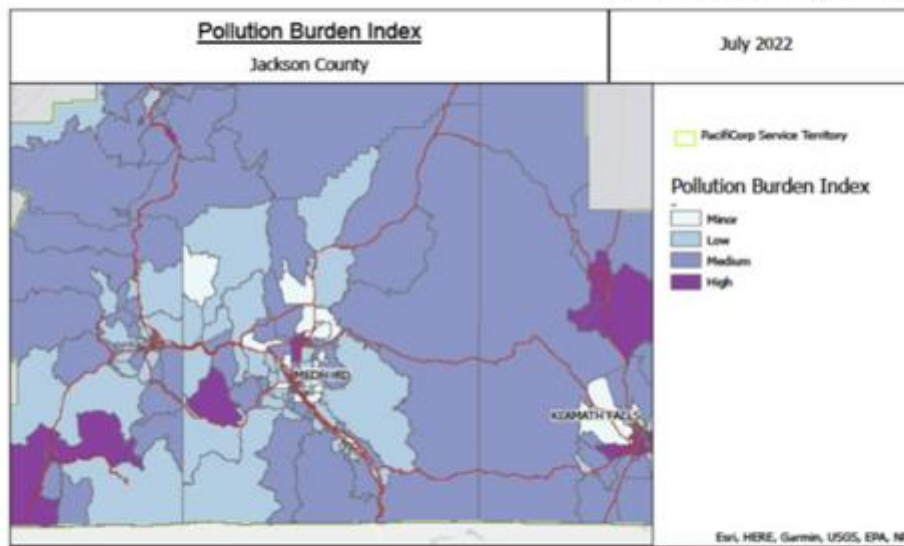 Pollution Burden Index
Jackson County
July 2022
PacifiCorp Service Territory
Pollution Burden Index
Minor
Low
Medium
High
MEDFORD
KLAMATH FALLS
Esri, HERE, Garmin, USGS, EPA,